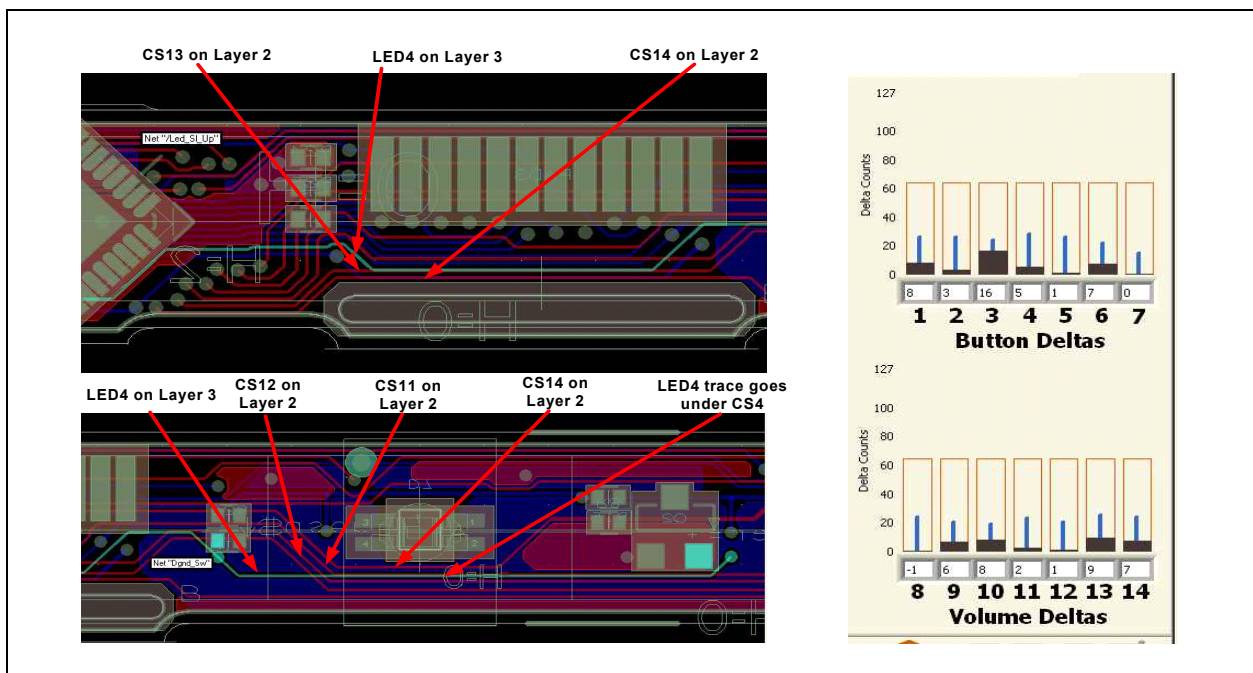 CS13 on Layer 2
LED4 on Layer 3
CS14 on Layer 2
Net "/Led_Sl_Up"
H=2
H=0
LED4 on Layer 3
CS12 on
Layer 2
CS11 on
Layer 2
CS14 on
Layer 2
LED4 trace goes
under CS4
Net "Dgnd_Sw"
B
H=0
H=0
127
100
80
60
40
20
0
Delta Counts
8 3 16 5 1 7 0
1 2 3 4 5 6 7
Button Deltas
127
100
80
60
40
20
0
Delta Counts
-1 6 8 2 1 9 7
8 9 10 11 12 13 14
Volume Deltas